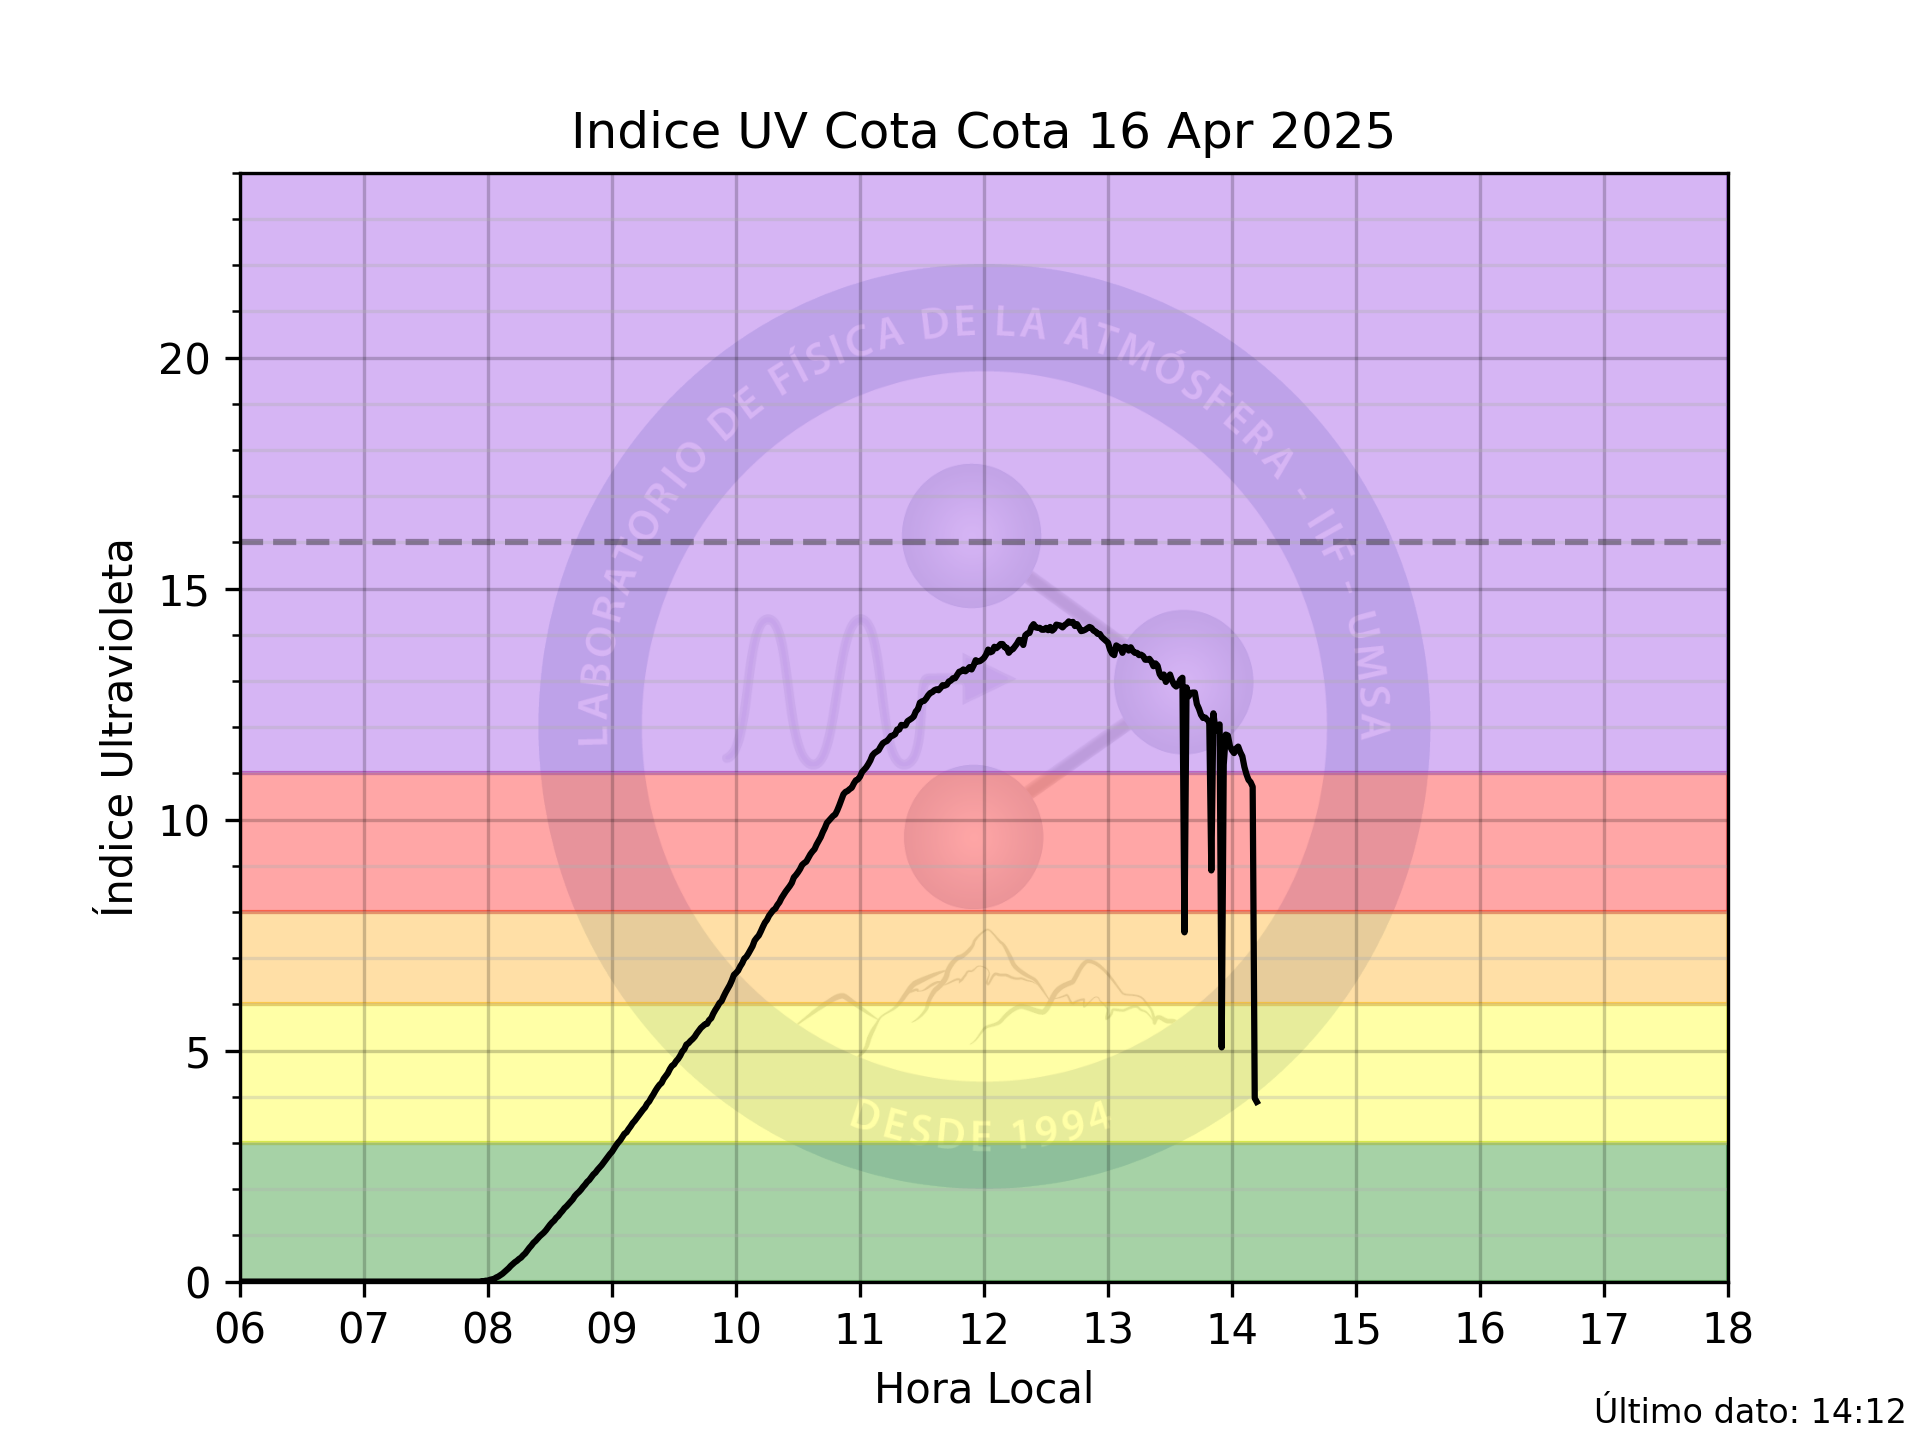 Indice UV Cota Cota 16 Apr 2025
LABORATORIO DE FÍSICA DE LA ATMÓSFERA - IIF - UMSA
DESDE 1994
Índice Ultravioleta
20
15
10
5
0
06 07 08 09 10 11 12 13 14 15 16 17 18
Hora Local
Último dato: 14:12